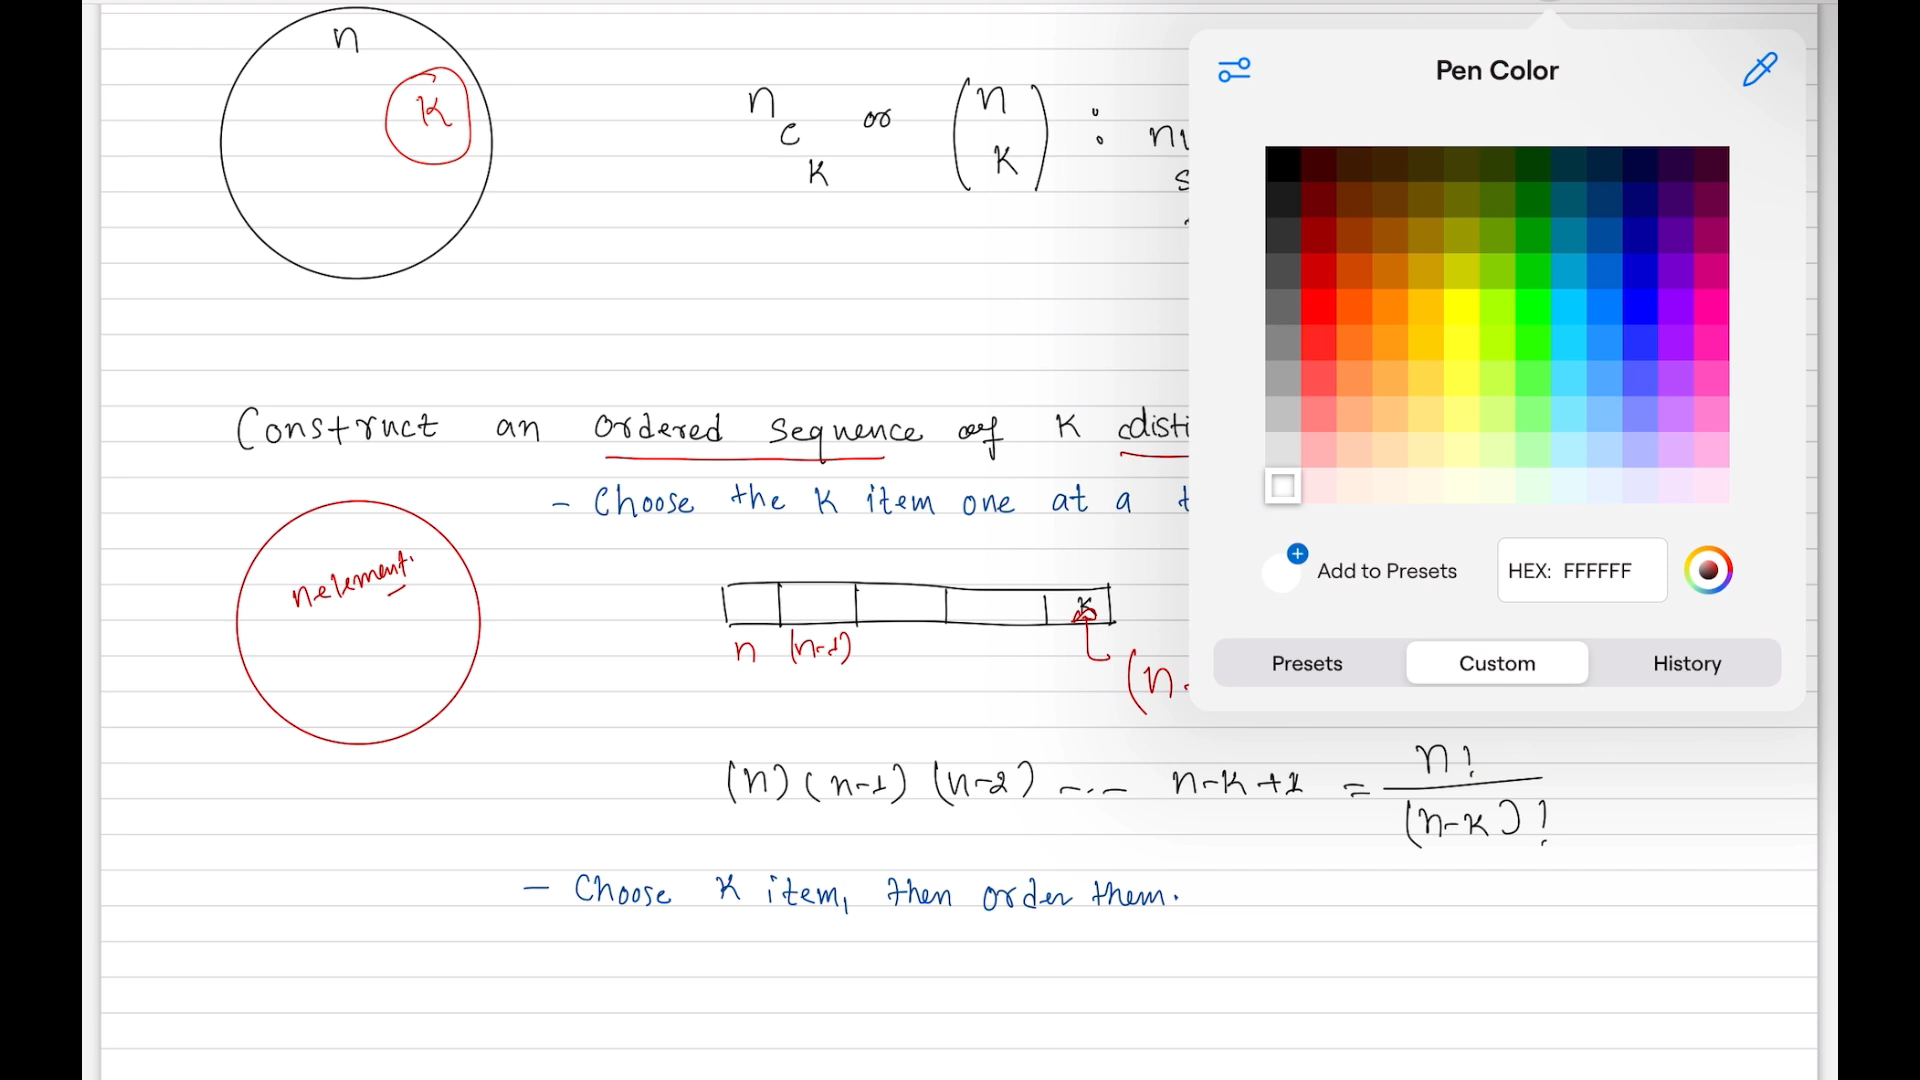 n
K
n c K or (n K) :
Pen Color
Construct an ordered sequence of K disti
- Choose the K item one at a t
n element.
K
n (n-1)
(n-
Add to Presets
HEX: FFFFFF
Presets Custom History
(n) (n-1) (n-2) -.- n-K+1 = n! / (n-K)!
- Choose K item, then order them.